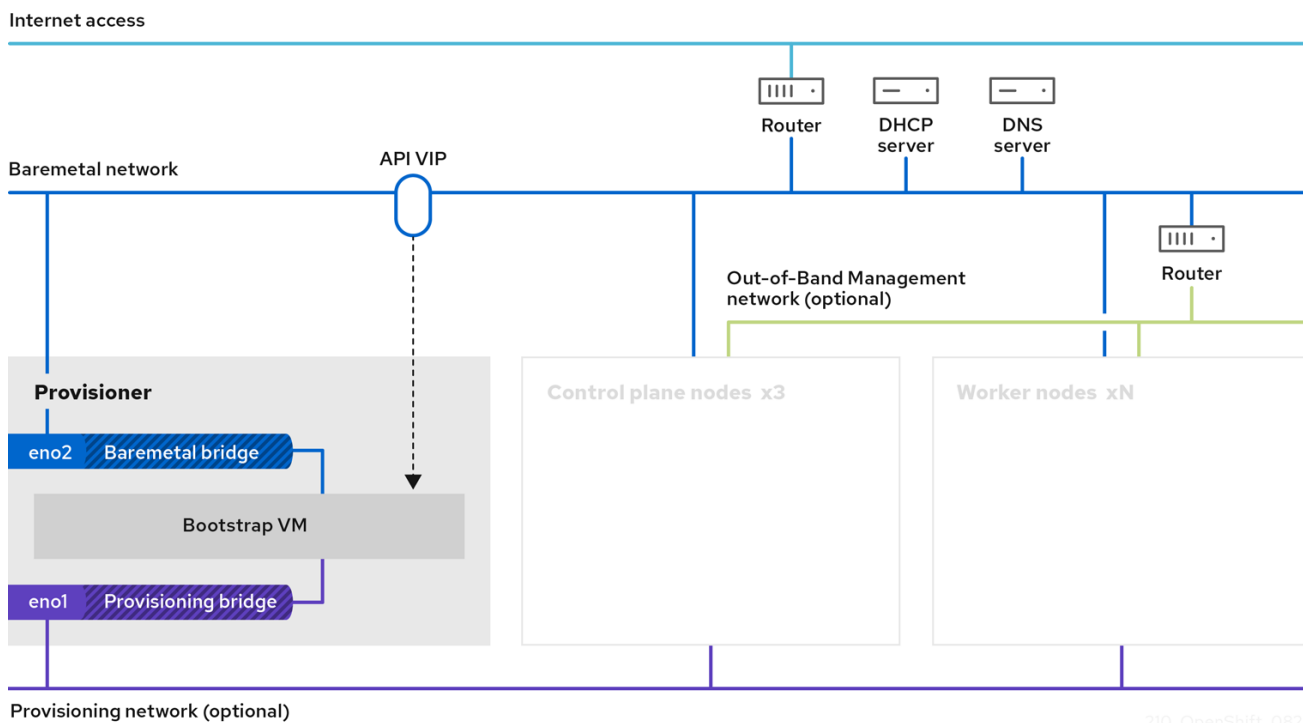 Internet access
Router
DHCP
server
DNS
server
Baremetal network
API VIP
Router
Out-of-Band Management
network (optional)
Provisioner
Control plane nodes x3
Worker nodes xN
eno2
Baremetal bridge
Bootstrap VM
eno1
Provisioning bridge
Provisioning network (optional)